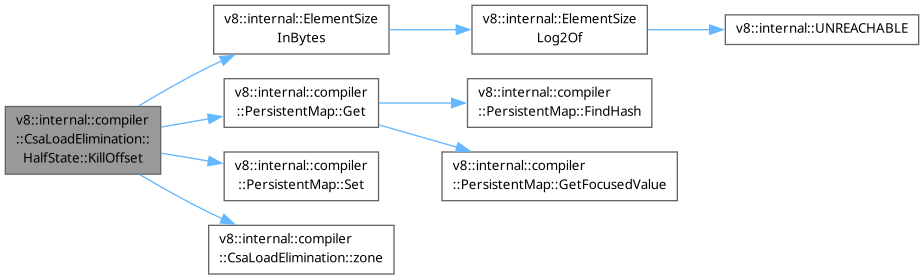 v8::internal::compiler
::CsaLoadElimination::
HalfState::KillOffset
v8::internal::ElementSize
InBytes
v8::internal::ElementSize
Log2Of
v8::internal::UNREACHABLE
v8::internal::compiler
::PersistentMap::Get
v8::internal::compiler
::PersistentMap::FindHash
v8::internal::compiler
::PersistentMap::GetFocusedValue
v8::internal::compiler
::PersistentMap::Set
v8::internal::compiler
::CsaLoadElimination::zone